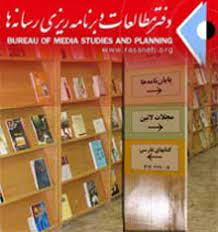 دفتر مطالعات و برنامه ریزی رسانه ها
BUREAU OF MEDIA STUDIES AND PLANNING
www.rasaneh.org
پایان نامه ها
مجلات لاتین
کتابهای فارسی